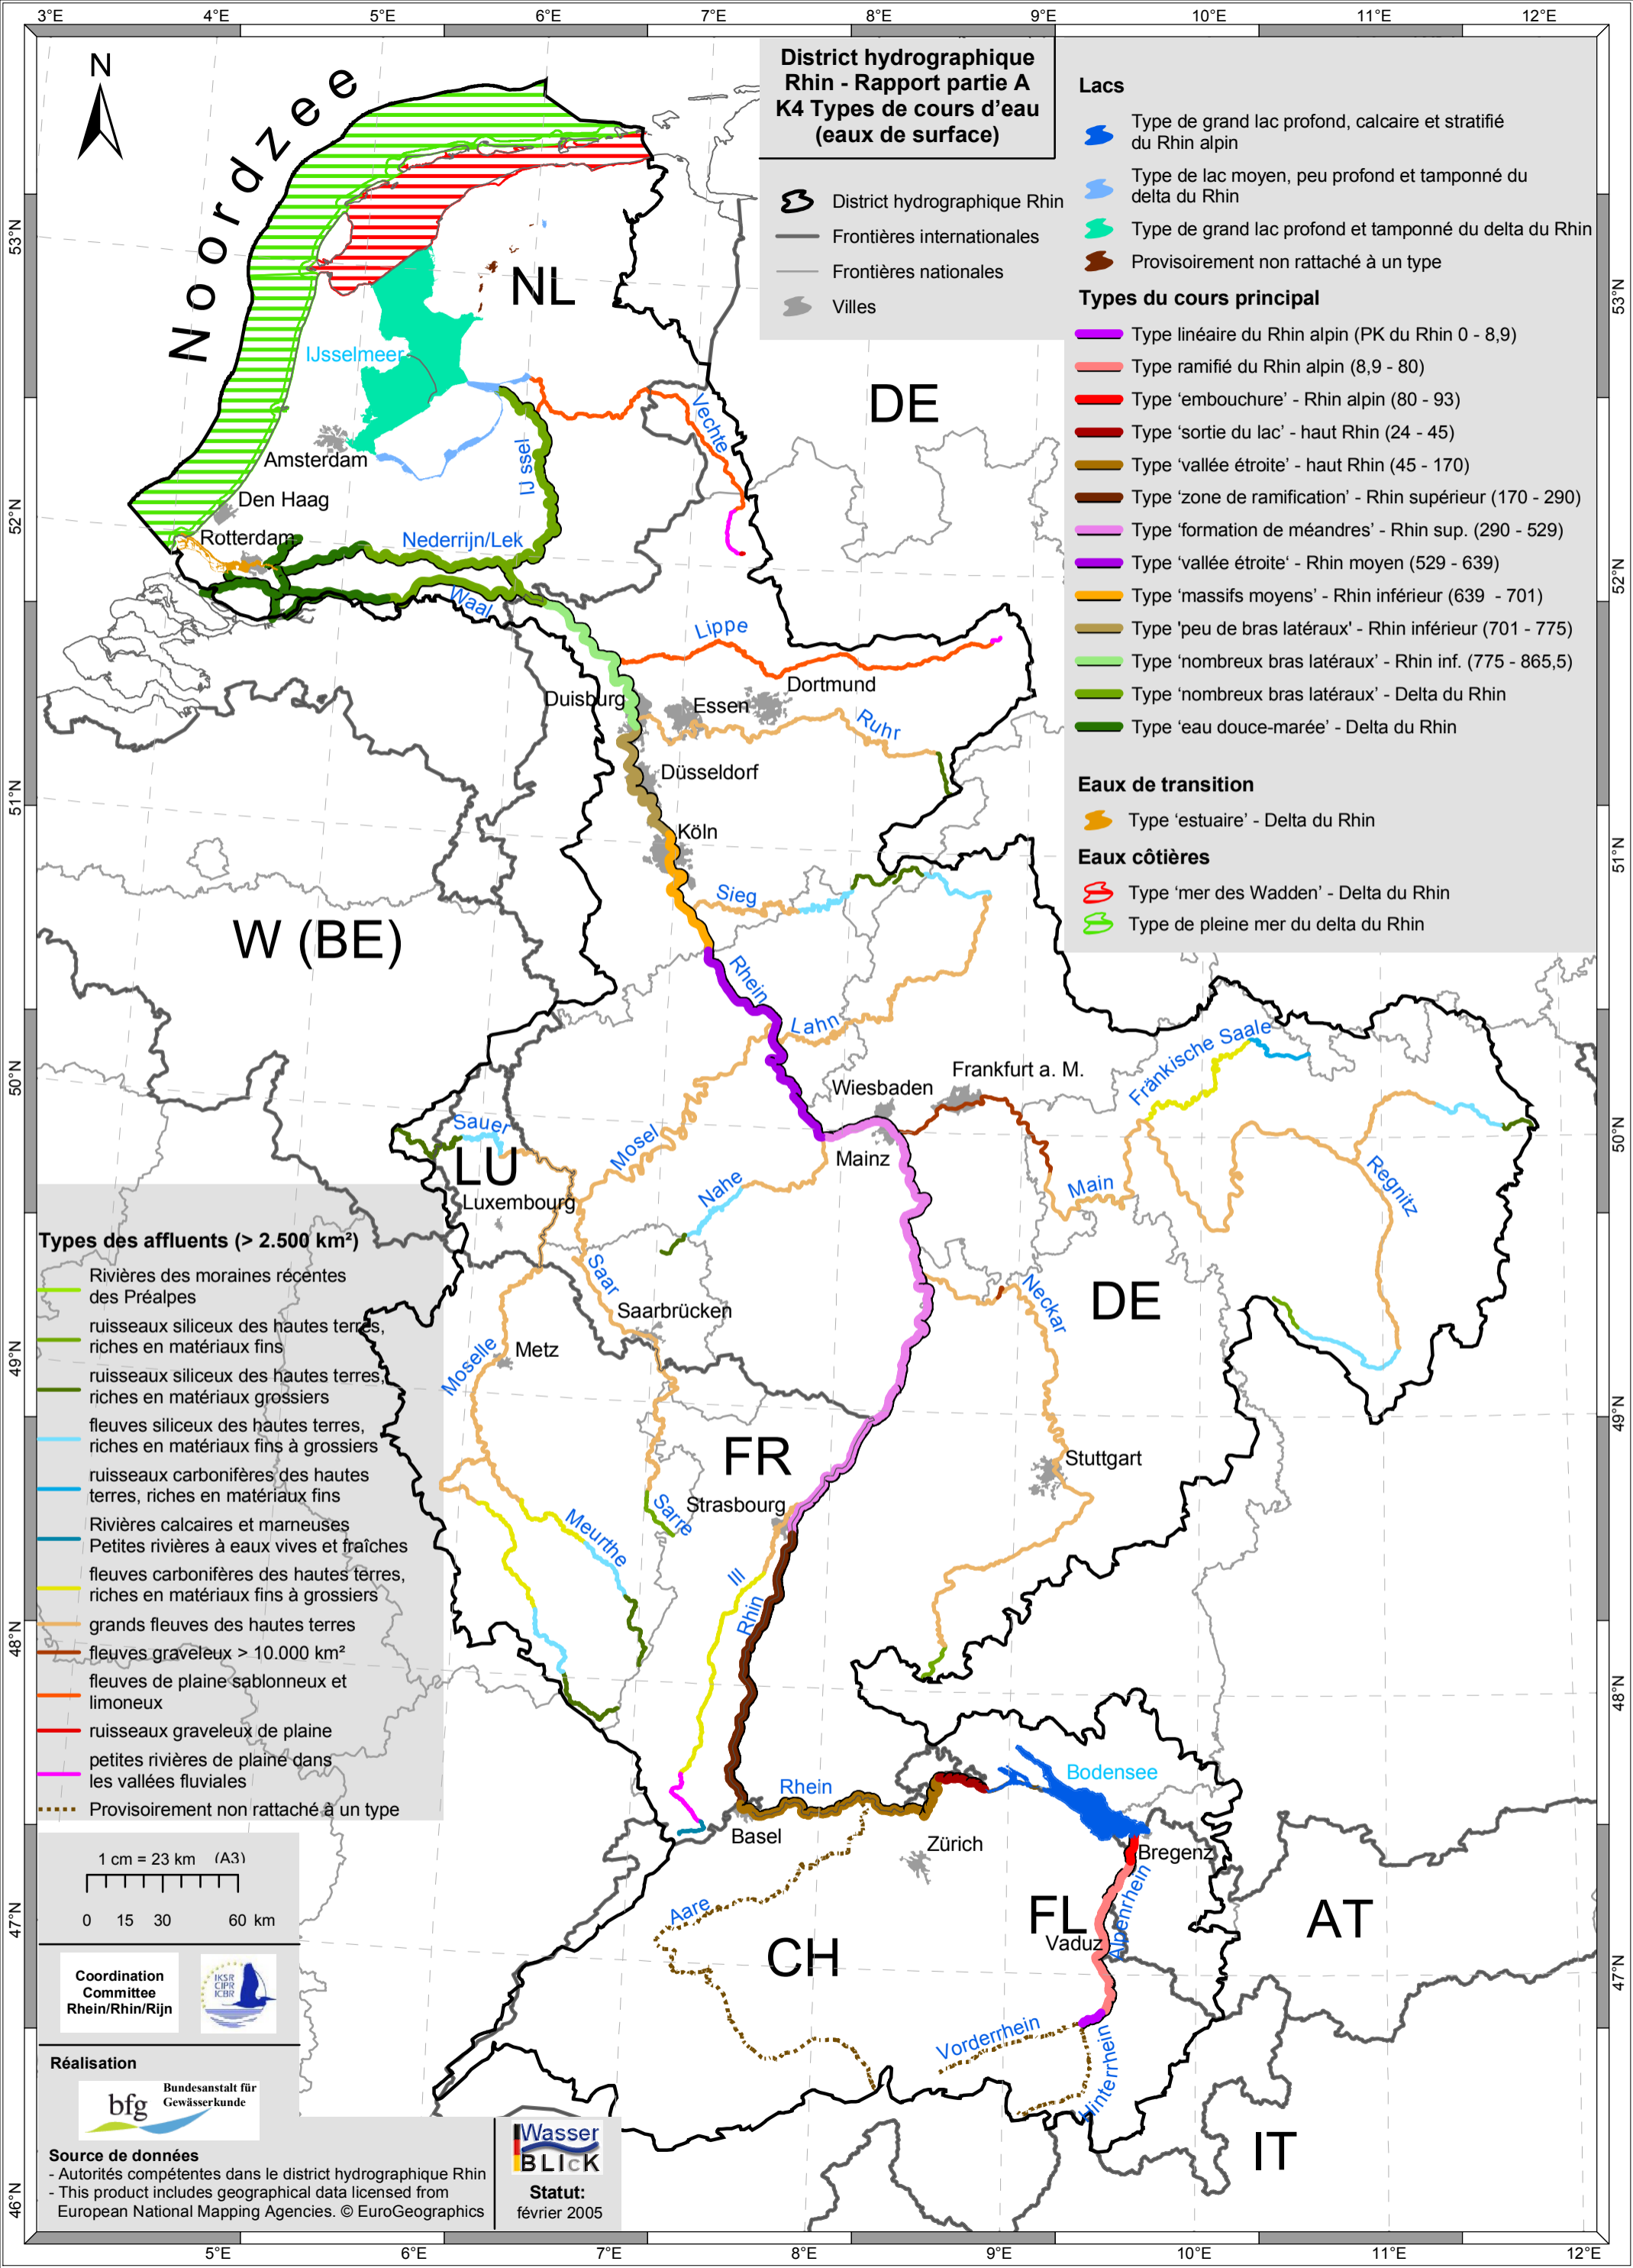 3°E 4°E 5°E 6°E 7°E 8°E 9°E 10°E 11°E 12°E
N
Nordzee
District hydrographique
Rhin - Rapport partie A
K4 Types de cours d'eau
(eaux de surface)
District hydrographique Rhin
Frontières internationales
Frontières nationales
Villes
Lacs
Type de grand lac profond, calcaire et stratifié
du Rhin alpin
Type de lac moyen, peu profond et tamponné du
delta du Rhin
Type de grand lac profond et tamponné du delta du Rhin
Provisoirement non rattaché à un type
Types du cours principal
Type linéaire du Rhin alpin (PK du Rhin 0 - 8,9)
Type ramifié du Rhin alpin (8,9 - 80)
Type 'embouchure' - Rhin alpin (80 - 93)
Type 'sortie du lac' - haut Rhin (24 - 45)
Type 'vallée étroite' - haut Rhin (45 - 170)
Type 'zone de ramification' - Rhin supérieur (170 - 290)
Type 'formation de méandres' - Rhin sup. (290 - 529)
Type 'vallée étroite' - Rhin moyen (529 - 639)
Type 'massifs moyens' - Rhin inférieur (639 - 701)
Type 'peu de bras latéraux' - Rhin inférieur (701 - 775)
Type 'nombreux bras latéraux' - Rhin inf. (775 - 865,5)
Type 'nombreux bras latéraux' - Delta du Rhin
Type 'eau douce-marée' - Delta du Rhin
Eaux de transition
Type 'estuaire' - Delta du Rhin
Eaux côtières
Type 'mer des Wadden' - Delta du Rhin
Type de pleine mer du delta du Rhin
53°N
52°N
51°N
50°N
49°N
48°N
47°N
46°N
53°N
52°N
51°N
50°N
49°N
48°N
47°N
NL
IJsselmeer
DE
Vechte
IJssel
Amsterdam
Den Haag
Rotterdam
Nederrijn/Lek
Waal
Lippe
Duisburg
Essen
Dortmund
Ruhr
Düsseldorf
Köln
Sieg
W (BE)
Rhein
Lahn
Fränkische Saale
Frankfurt a. M.
Wiesbaden
Sauer
Mosel
Mainz
LU
Luxembourg
Nahe
Main
Regnitz
Saar
Saarbrücken
Neckar
DE
Moselle
Metz
FR
Stuttgart
Strasbourg
Sarre
Meurthe
Ill
Rhin
Bodensee
Rhein
Basel
Zürich
Bregenz
Aare
FL
Alpenrhein
Vaduz
AT
CH
Vorderrhein
Hinterrhein
IT
Types des affluents (> 2.500 km²)
Rivières des moraines récentes
des Préalpes
ruisseaux siliceux des hautes terres,
riches en matériaux fins
ruisseaux siliceux des hautes terres,
riches en matériaux grossiers
fleuves siliceux des hautes terres,
riches en matériaux fins à grossiers
ruisseaux carbonifères des hautes
terres, riches en matériaux fins
Rivières calcaires et marneuses
Petites rivières à eaux vives et fraîches
fleuves carbonifères des hautes terres,
riches en matériaux fins à grossiers
grands fleuves des hautes terres
fleuves graveleux > 10.000 km²
fleuves de plaine sablonneux et
limoneux
ruisseaux graveleux de plaine
petites rivières de plaine dans
les vallées fluviales
Provisoirement non rattaché à un type
1 cm = 23 km (A3)
0 15 30 60 km
Coordination
Committee
Rhein/Rhin/Rijn
IKSR
CIPR
ICBR
Réalisation
bfg
Bundesanstalt für
Gewässerkunde
Source de données
- Autorités compétentes dans le district hydrographique Rhin
- This product includes geographical data licensed from
European National Mapping Agencies. © EuroGeographics
Wasser
BLIcK
Statut:
février 2005
5°E 6°E 7°E 8°E 9°E 10°E 11°E 12°E